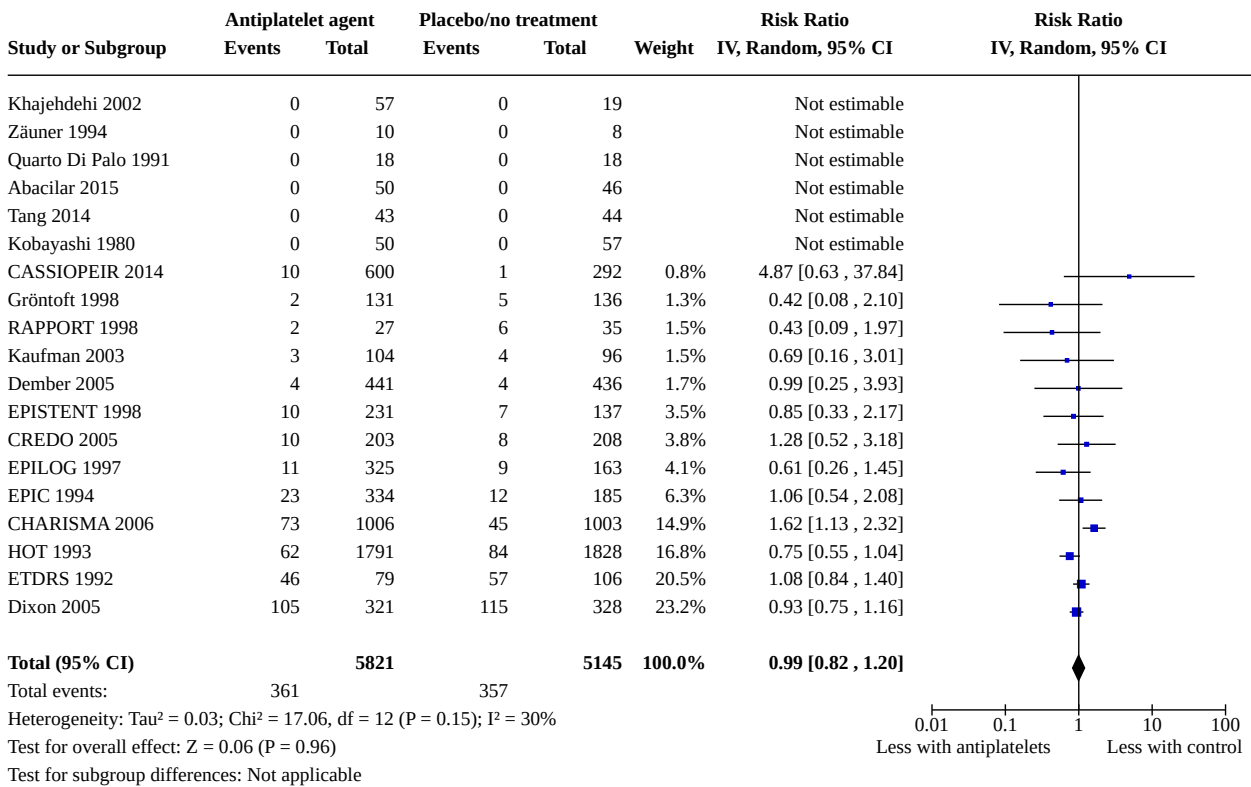 Antiplatelet agent Placebo/no treatment Risk Ratio Risk Ratio
Study or Subgroup Events Total Events Total Weight IV, Random, 95% CI IV, Random, 95% CI
Khajehdehi 2002 0 57 0 19 Not estimable
Zäuner 1994 0 10 0 8 Not estimable
Quarto Di Palo 1991 0 18 0 18 Not estimable
Abacilar 2015 0 50 0 46 Not estimable
Tang 2014 0 43 0 44 Not estimable
Kobayashi 1980 0 50 0 57 Not estimable
CASSIOPEIR 2014 10 600 1 292 0.8% 4.87 [0.63 , 37.84]
Gröntoft 1998 2 131 5 136 1.3% 0.42 [0.08 , 2.10]
RAPPORT 1998 2 27 6 35 1.5% 0.43 [0.09 , 1.97]
Kaufman 2003 3 104 4 96 1.5% 0.69 [0.16 , 3.01]
Dember 2005 4 441 4 436 1.7% 0.99 [0.25 , 3.93]
EPISTENT 1998 10 231 7 137 3.5% 0.85 [0.33 , 2.17]
CREDO 2005 10 203 8 208 3.8% 1.28 [0.52 , 3.18]
EPILOG 1997 11 325 9 163 4.1% 0.61 [0.26 , 1.45]
EPIC 1994 23 334 12 185 6.3% 1.06 [0.54 , 2.08]
CHARISMA 2006 73 1006 45 1003 14.9% 1.62 [1.13 , 2.32]
HOT 1993 62 1791 84 1828 16.8% 0.75 [0.55 , 1.04]
ETDRS 1992 46 79 57 106 20.5% 1.08 [0.84 , 1.40]
Dixon 2005 105 321 115 328 23.2% 0.93 [0.75 , 1.16]
Total (95% CI) 5821 5145 100.0% 0.99 [0.82 , 1.20]
Total events: 361 357
Heterogeneity: Tau² = 0.03; Chi² = 17.06, df = 12 (P = 0.15); I² = 30%
Test for overall effect: Z = 0.06 (P = 0.96)
Test for subgroup differences: Not applicable
0.01 0.1 1 10 100
Less with antiplatelets Less with control